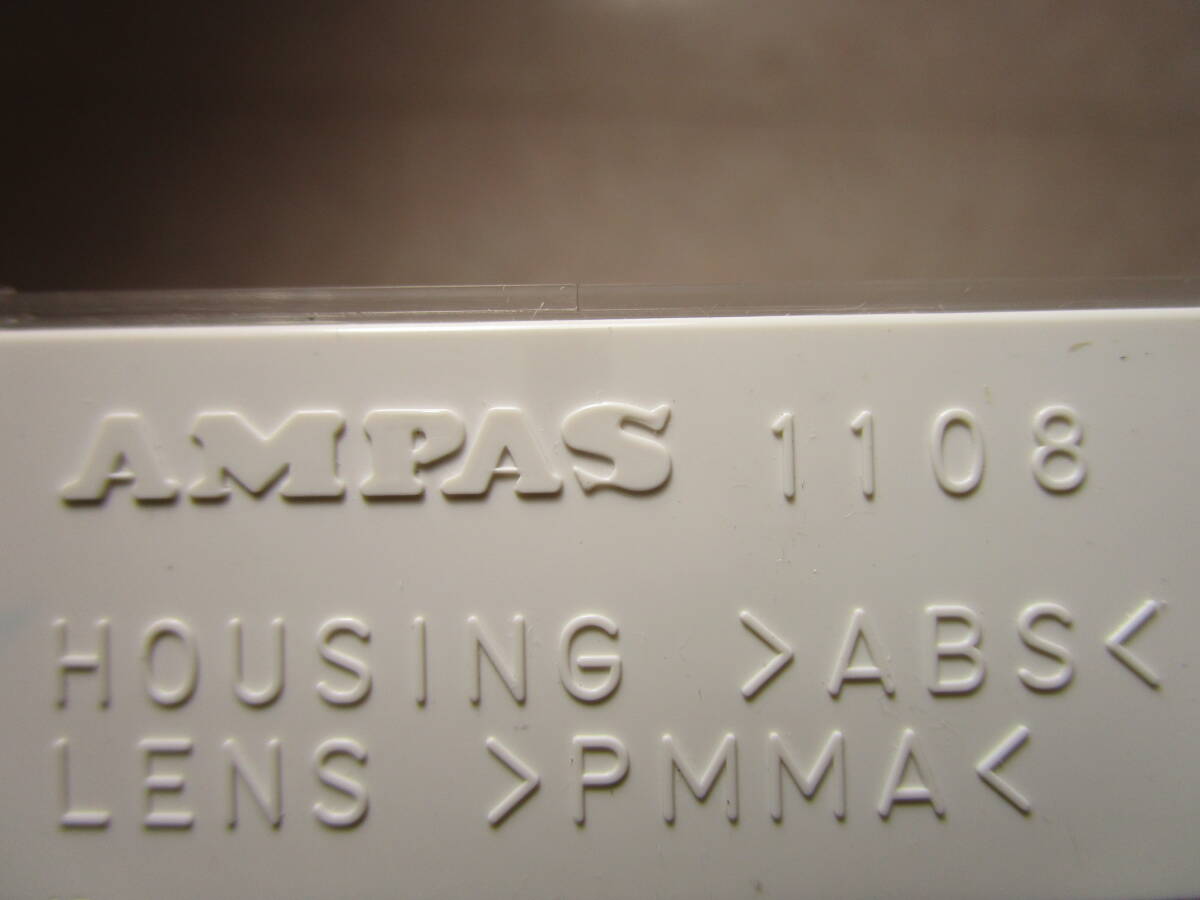 AMPAS 1108
HOUSING >ABS<
LENS >PMMA<